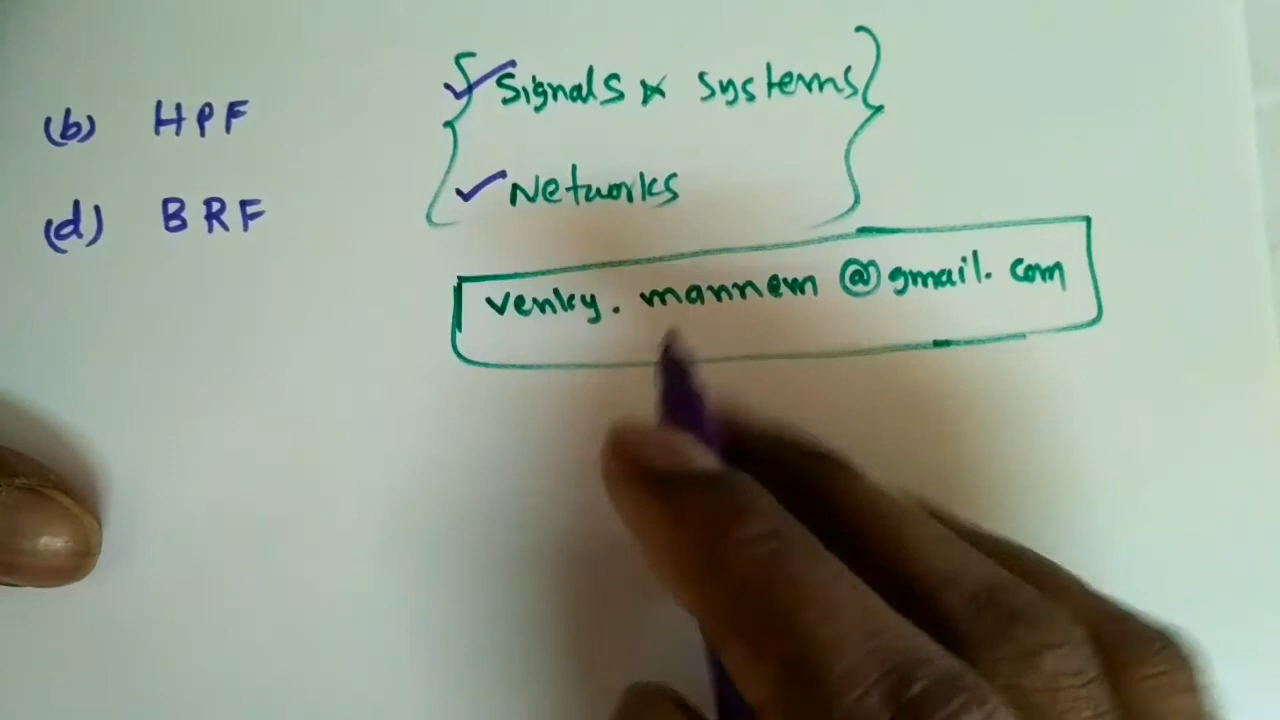 (b) HPF
(d) BRF
Signals & systems
Networks
venky.mannem@gmail.com